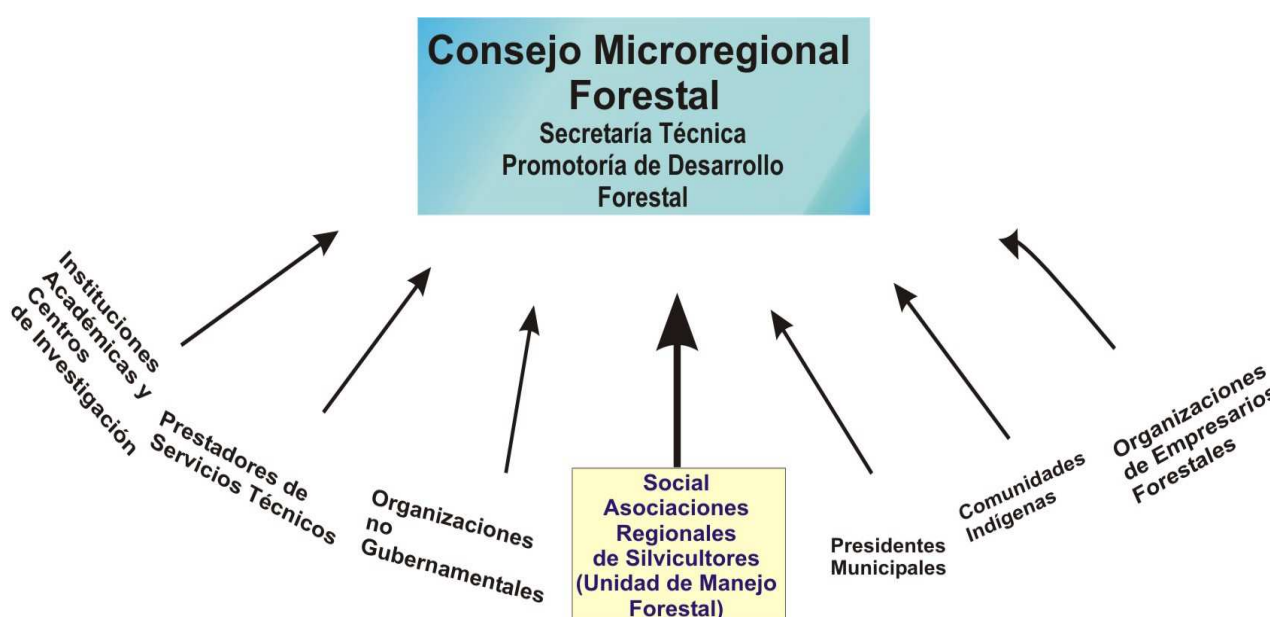 Consejo Microregional
Forestal
Secretaría Técnica
Promotoría de Desarrollo
Forestal
Instituciones
Académicas y
Centros
de Investigación
Prestadores de
Servicios Técnicos
Organizaciones
no
Gubernamentales
Social
Asociaciones
Regionales
de Silvicultores
(Unidad de Manejo
Forestal)
Presidentes
Municipales
Comunidades
Indígenas
Organizaciones
de Empresarios
Forestales